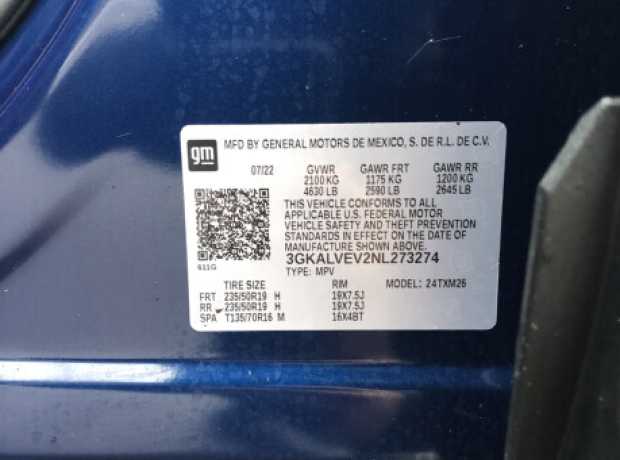 gm
MFD BY GENERAL MOTORS DE MEXICO, S. DE R.L. DE C.V.
07/22 GVWR GAWR FRT GAWR RR
2100 KG 1175 KG 1200 KG
4630 LB 2590 LB 2645 LB
THIS VEHICLE CONFORMS TO ALL
APPLICABLE U.S. FEDERAL MOTOR
VEHICLE SAFETY AND THEFT PREVENTION
STANDARDS IN EFFECT ON THE DATE OF
MANUFACTURE SHOWN ABOVE.
3GKALVEV2NL273274
611G TYPE: MPV MODEL: 24TXM26
TIRE SIZE RIM
FRT 235/50R19 H 19X7.5J
RR 235/50R19 H 19X7.5J
SPA T135/70R16 M 16X4BT